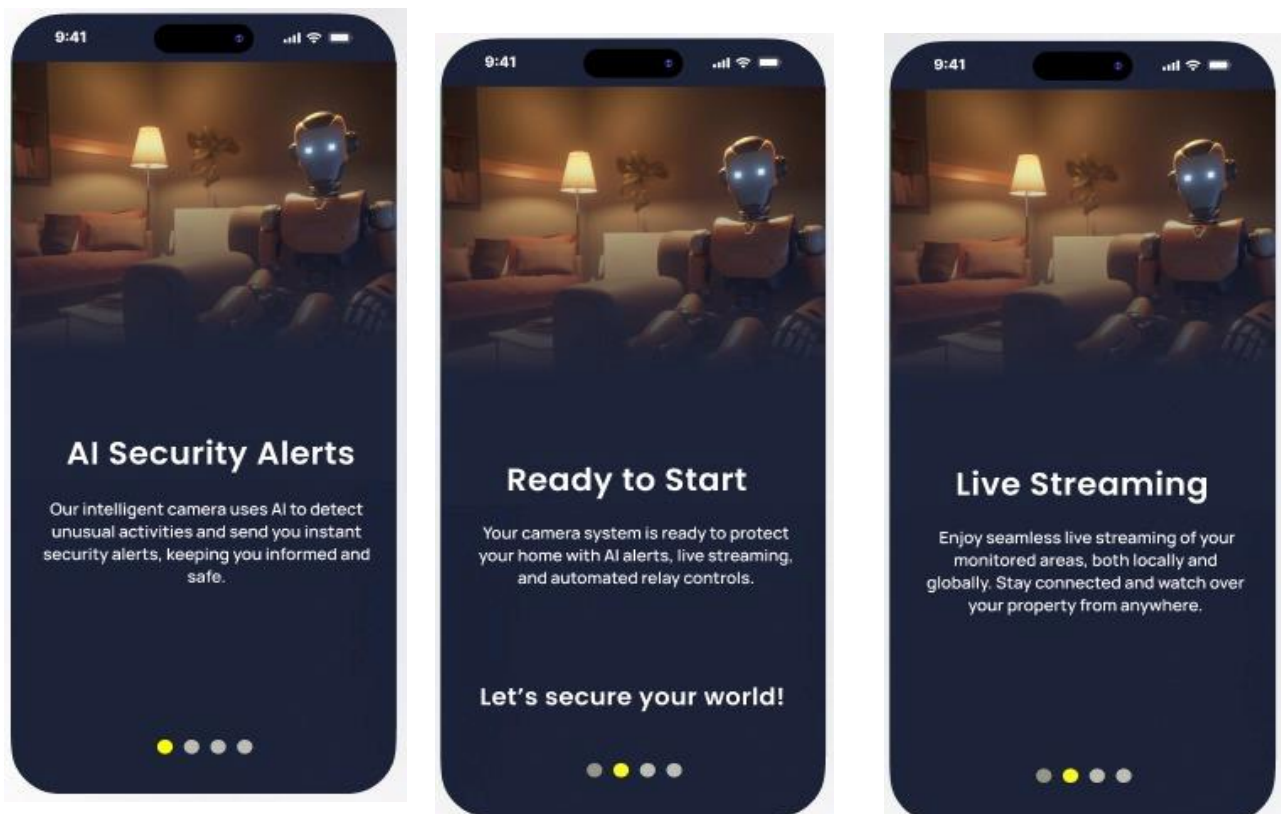 9:41
AI Security Alerts
Our intelligent camera uses AI to detect
unusual activities and send you instant
security alerts, keeping you informed and
safe.
9:41
Ready to Start
Your camera system is ready to protect
your home with AI alerts, live streaming,
and automated relay controls.
Let's secure your world!
9:41
Live Streaming
Enjoy seamless live streaming of your
monitored areas, both locally and
globally. Stay connected and watch over
your property from anywhere.